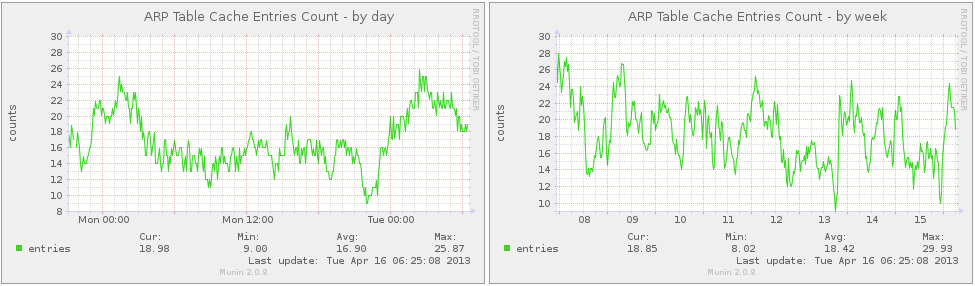 ARP Table Cache Entries Count - by day
RRDTOOL / TOBI OETIKER
counts
30
28
26
24
22
20
18
16
14
12
10
8
Mon 00:00 Mon 12:00 Tue 00:00
Cur: Min: Avg: Max:
entries 18.98 9.00 16.90 25.87
Last update: Tue Apr 16 06:25:08 2013
Munin 2.0.8
ARP Table Cache Entries Count - by week
RRDTOOL / TOBI OETIKER
counts
30
28
26
24
22
20
18
16
14
12
10
08 09 10 11 12 13 14 15
Cur: Min: Avg: Max:
entries 18.85 8.02 18.42 29.93
Last update: Tue Apr 16 06:25:08 2013
Munin 2.0.8